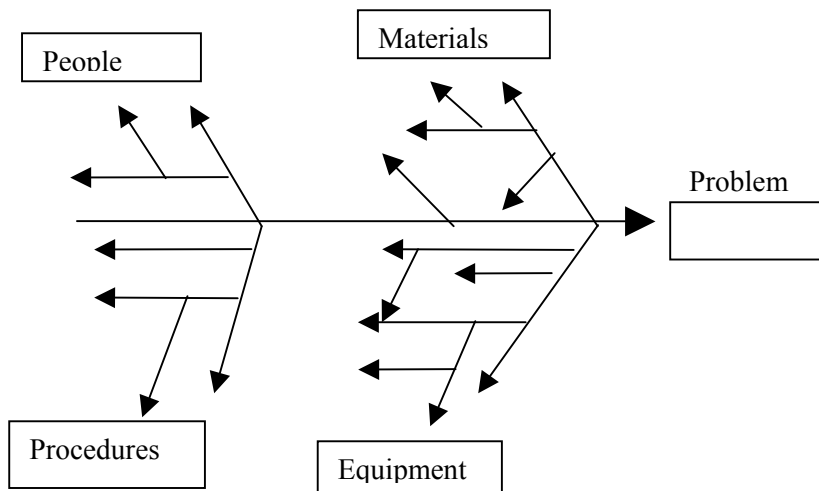 People
Materials
Problem
Procedures
Equipment